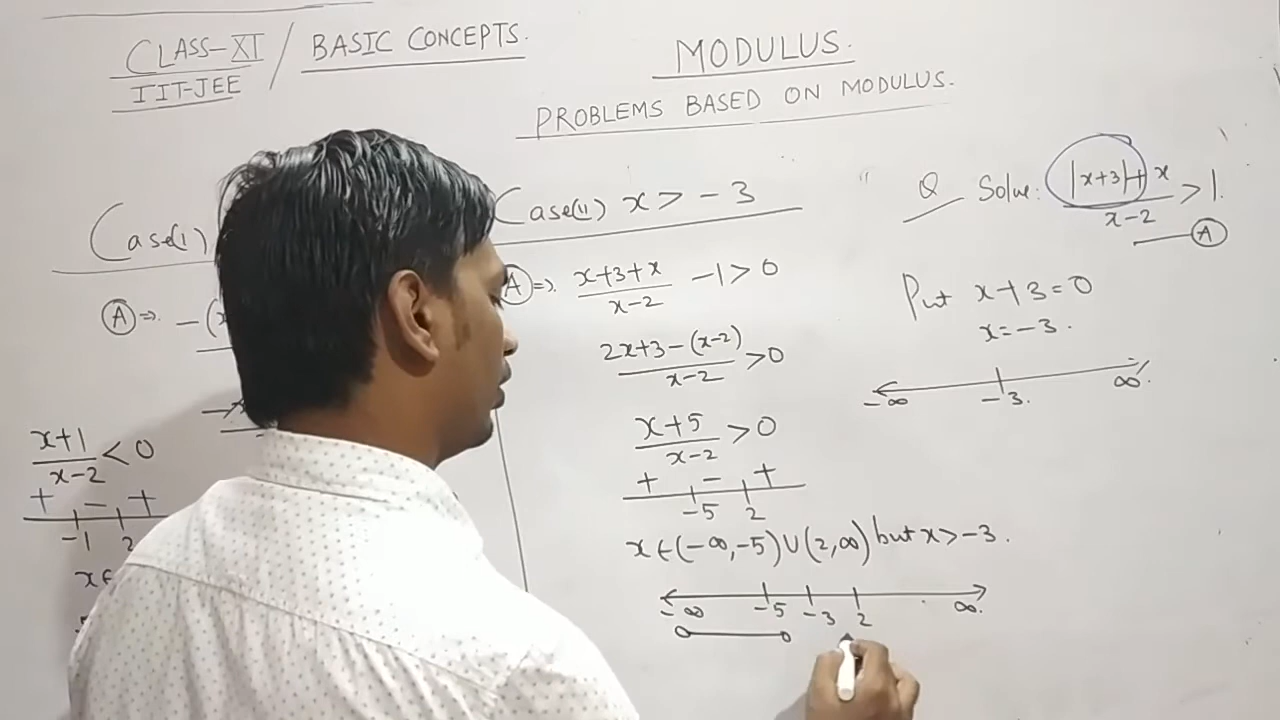 CLASS-XI / BASIC CONCEPTS.
IIT-JEE
MODULUS.
PROBLEMS BASED ON MODULUS.
Case(1)
Ⓐ ⇒ -(x
x+1/x-2 < 0
+ - +
-1 2
x∈
Case(11) x > -3
Ⓐ ⇒ x+3+x/x-2 -1 > 0
2x+3-(x-2)/x-2 > 0
x+5/x-2 > 0
+ - +
-5 2
x∈(-∞,-5)∪(2,∞) but x>-3.
-∞ -5 -3 2 ∞.
Q Solve: |x+3|+x/x-2 > 1.
Ⓐ
Put x+3=0
x=-3.
-∞ -3. ∞.